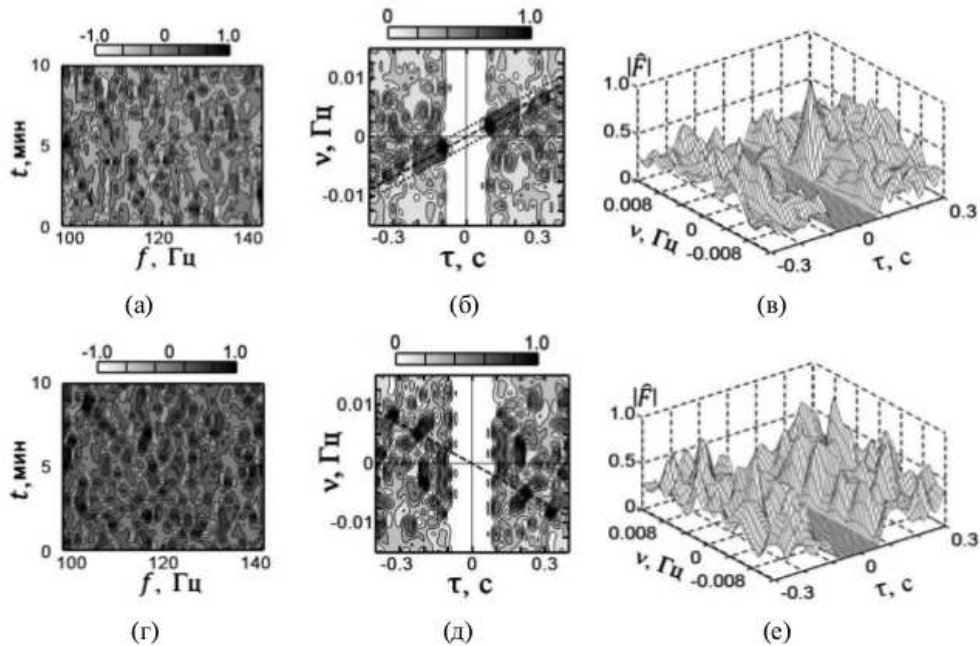 -1.0 0 1.0
10
5
0
t, мин
100 120 140
f, Гц
(а)
0 1.0
0.01
0
-0.01
ν, Гц
-0.3 0 0.3
τ, с
(б)
|F̂|
1.0
0.5
0
0.008
0
-0.008
ν, Гц
-0.3
0
0.3
τ, с
(в)
-1.0 0 1.0
10
5
0
t, мин
100 120 140
f, Гц
(г)
0 1.0
0.01
0
-0.01
ν, Гц
-0.3 0 0.3
τ, с
(д)
|F̂|
1.0
0.5
0
0.008
0
-0.008
ν, Гц
-0.3
0
0.3
τ, с
(е)